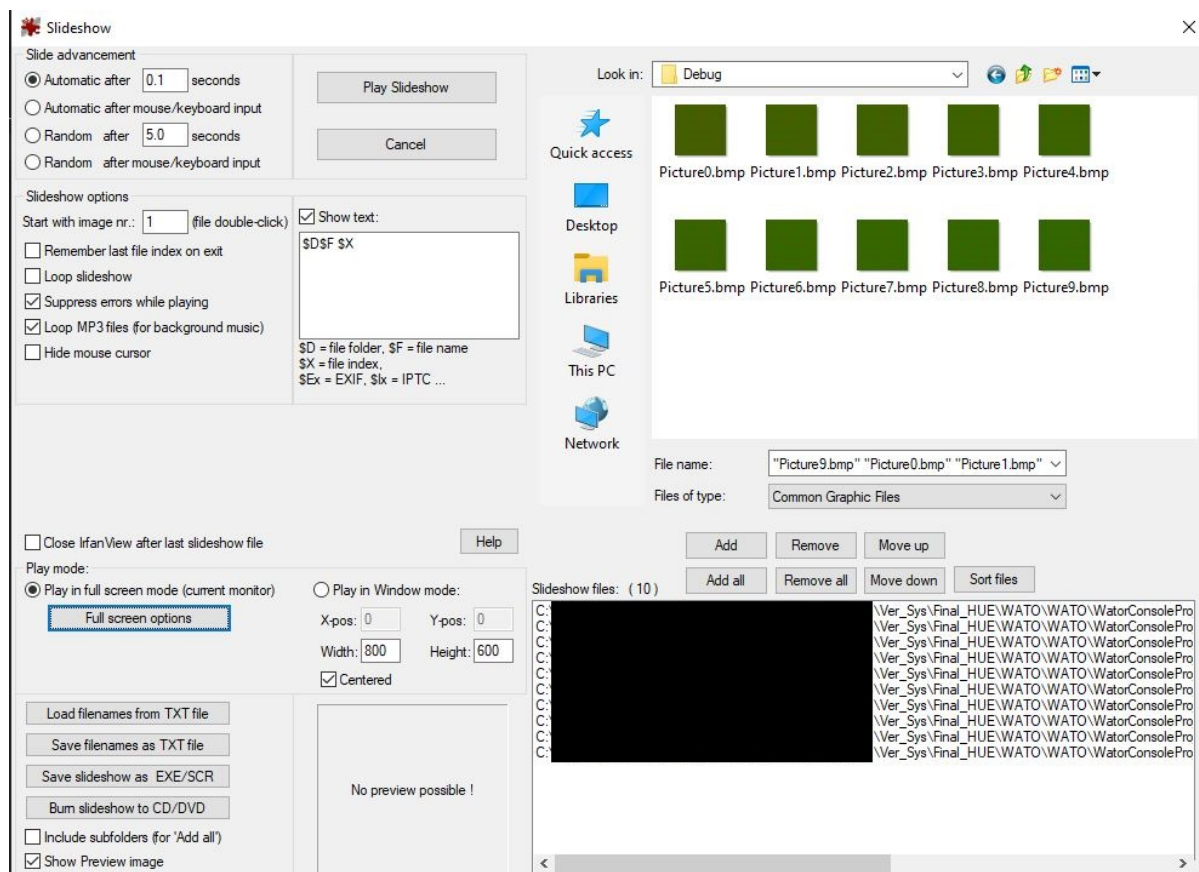 Slideshow
Slide advancement
Automatic after 0.1 seconds
Automatic after mouse/keyboard input
Random after 5.0 seconds
Random after mouse/keyboard input
Play Slideshow
Cancel
Slideshow options
Start with image nr.: 1 (file double-click)
Remember last file index on exit
Loop slideshow
Suppress errors while playing
Loop MP3 files (for background music)
Hide mouse cursor
Show text:
$D$F $X
$D = file folder, $F = file name
$X = file index,
$Ex = EXIF, $Ix = IPTC ...
Close IrfanView after last slideshow file
Help
Play mode:
Play in full screen mode (current monitor)
Full screen options
Play in Window mode:
X-pos: 0 Y-pos: 0
Width: 800 Height: 600
Centered
Load filenames from TXT file
Save filenames as TXT file
Save slideshow as EXE/SCR
Burn slideshow to CD/DVD
Include subfolders (for 'Add all')
Show Preview image
No preview possible !
Look in: Debug
Quick access
Desktop
Libraries
This PC
Network
Picture0.bmp Picture1.bmp Picture2.bmp Picture3.bmp Picture4.bmp
Picture5.bmp Picture6.bmp Picture7.bmp Picture8.bmp Picture9.bmp
File name: "Picture9.bmp" "Picture0.bmp" "Picture1.bmp"
Files of type: Common Graphic Files
Add Remove Move up
Add all Remove all Move down Sort files
Slideshow files: ( 10 )
C:\ \Ver_Sys\Final_HUE\WATO\WATO\WatorConsolePro
C:\ \Ver_Sys\Final_HUE\WATO\WATO\WatorConsolePro
C:\ \Ver_Sys\Final_HUE\WATO\WATO\WatorConsolePro
C:\ \Ver_Sys\Final_HUE\WATO\WATO\WatorConsolePro
C:\ \Ver_Sys\Final_HUE\WATO\WATO\WatorConsolePro
C:\ \Ver_Sys\Final_HUE\WATO\WATO\WatorConsolePro
C:\ \Ver_Sys\Final_HUE\WATO\WATO\WatorConsolePro
C:\ \Ver_Sys\Final_HUE\WATO\WATO\WatorConsolePro
C:\ \Ver_Sys\Final_HUE\WATO\WATO\WatorConsolePro
C:\ \Ver_Sys\Final_HUE\WATO\WATO\WatorConsolePro